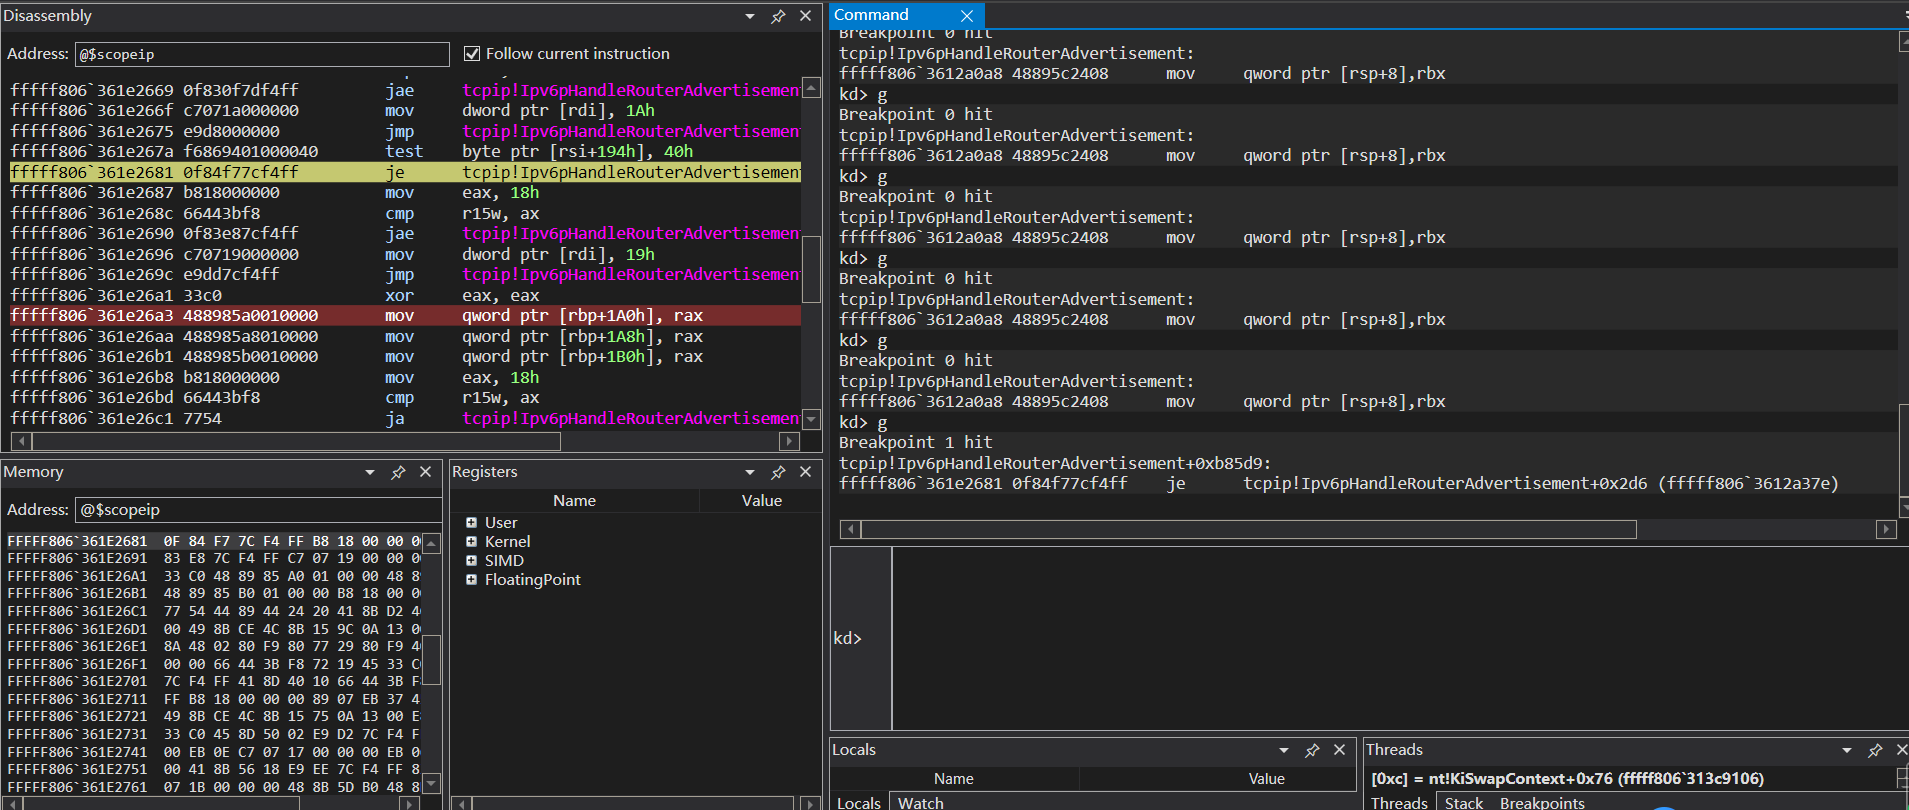 Disassembly
Address: @$scopeip
Follow current instruction
fffff806`361e2669 0f830f7df4ff jae tcpip!Ipv6pHandleRouterAdvertisemen
fffff806`361e266f c7071a000000 mov dword ptr [rdi], 1Ah
fffff806`361e2675 e9d8000000 jmp tcpip!Ipv6pHandleRouterAdvertisemen
fffff806`361e267a f6869401000040 test byte ptr [rsi+194h], 40h
fffff806`361e2681 0f84f77cf4ff je tcpip!Ipv6pHandleRouterAdvertisemen
fffff806`361e2687 b818000000 mov eax, 18h
fffff806`361e268c 66443bf8 cmp r15w, ax
fffff806`361e2690 0f83e87cf4ff jae tcpip!Ipv6pHandleRouterAdvertisemen
fffff806`361e2696 c70719000000 mov dword ptr [rdi], 19h
fffff806`361e269c e9dd7cf4ff jmp tcpip!Ipv6pHandleRouterAdvertisemen
fffff806`361e26a1 33c0 xor eax, eax
fffff806`361e26a3 488985a0010000 mov qword ptr [rbp+1A0h], rax
fffff806`361e26aa 488985a8010000 mov qword ptr [rbp+1A8h], rax
fffff806`361e26b1 488985b0010000 mov qword ptr [rbp+1B0h], rax
fffff806`361e26b8 b818000000 mov eax, 18h
fffff806`361e26bd 66443bf8 cmp r15w, ax
fffff806`361e26c1 7754 ja tcpip!Ipv6pHandleRouterAdvertisemen
Memory
Address: @$scopeip
FFFFF806`361E2681 0F 84 F7 7C F4 FF B8 18 00 00
FFFFF806`361E2691 83 E8 7C F4 FF C7 07 19 00 00
FFFFF806`361E26A1 33 C0 48 89 85 A0 01 00 00 48
FFFFF806`361E26B1 48 89 85 B0 01 00 00 B8 18 00
FFFFF806`361E26C1 77 54 44 89 44 24 20 41 8B D2
FFFFF806`361E26D1 00 49 8B CE 4C 8B 15 9C 0A 13
FFFFF806`361E26E1 8A 48 02 80 F9 80 77 29 80 F9
FFFFF806`361E26F1 00 00 66 44 3B F8 72 19 45 33
FFFFF806`361E2701 7C F4 FF 41 8D 40 10 66 44 3B
FFFFF806`361E2711 FF B8 18 00 00 00 89 07 EB 37
FFFFF806`361E2721 49 8B CE 4C 8B 15 75 0A 13 00
FFFFF806`361E2731 33 C0 45 8D 50 02 E9 D2 7C F4
FFFFF806`361E2741 00 EB 0E C7 07 17 00 00 00 EB
FFFFF806`361E2751 00 41 8B 56 18 E9 EE 7C F4 FF
FFFFF806`361E2761 07 1B 00 00 00 48 8B 5D B0 48
Registers
Name Value
User
Kernel
SIMD
FloatingPoint
Command
Breakpoint 0 hit
tcpip!Ipv6pHandleRouterAdvertisement:
fffff806`3612a0a8 48895c2408 mov qword ptr [rsp+8],rbx
kd> g
Breakpoint 0 hit
tcpip!Ipv6pHandleRouterAdvertisement:
fffff806`3612a0a8 48895c2408 mov qword ptr [rsp+8],rbx
kd> g
Breakpoint 0 hit
tcpip!Ipv6pHandleRouterAdvertisement:
fffff806`3612a0a8 48895c2408 mov qword ptr [rsp+8],rbx
kd> g
Breakpoint 0 hit
tcpip!Ipv6pHandleRouterAdvertisement:
fffff806`3612a0a8 48895c2408 mov qword ptr [rsp+8],rbx
kd> g
Breakpoint 0 hit
tcpip!Ipv6pHandleRouterAdvertisement:
fffff806`3612a0a8 48895c2408 mov qword ptr [rsp+8],rbx
kd> g
Breakpoint 1 hit
tcpip!Ipv6pHandleRouterAdvertisement+0xb85d9:
fffff806`361e2681 0f84f77cf4ff je tcpip!Ipv6pHandleRouterAdvertisement+0x2d6 (fffff806`3612a37e)
kd>
Locals
Name Value
Locals Watch
Threads
[0xc] = nt!KiSwapContext+0x76 (fffff806`313c9106)
Threads Stack Breakpoints